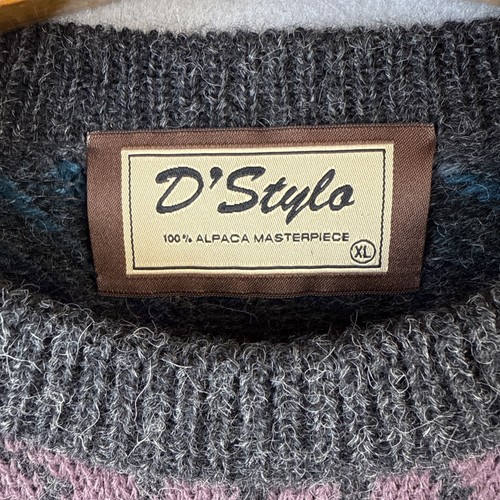 D'Stylo
100% ALPACA MASTERPIECE
XL